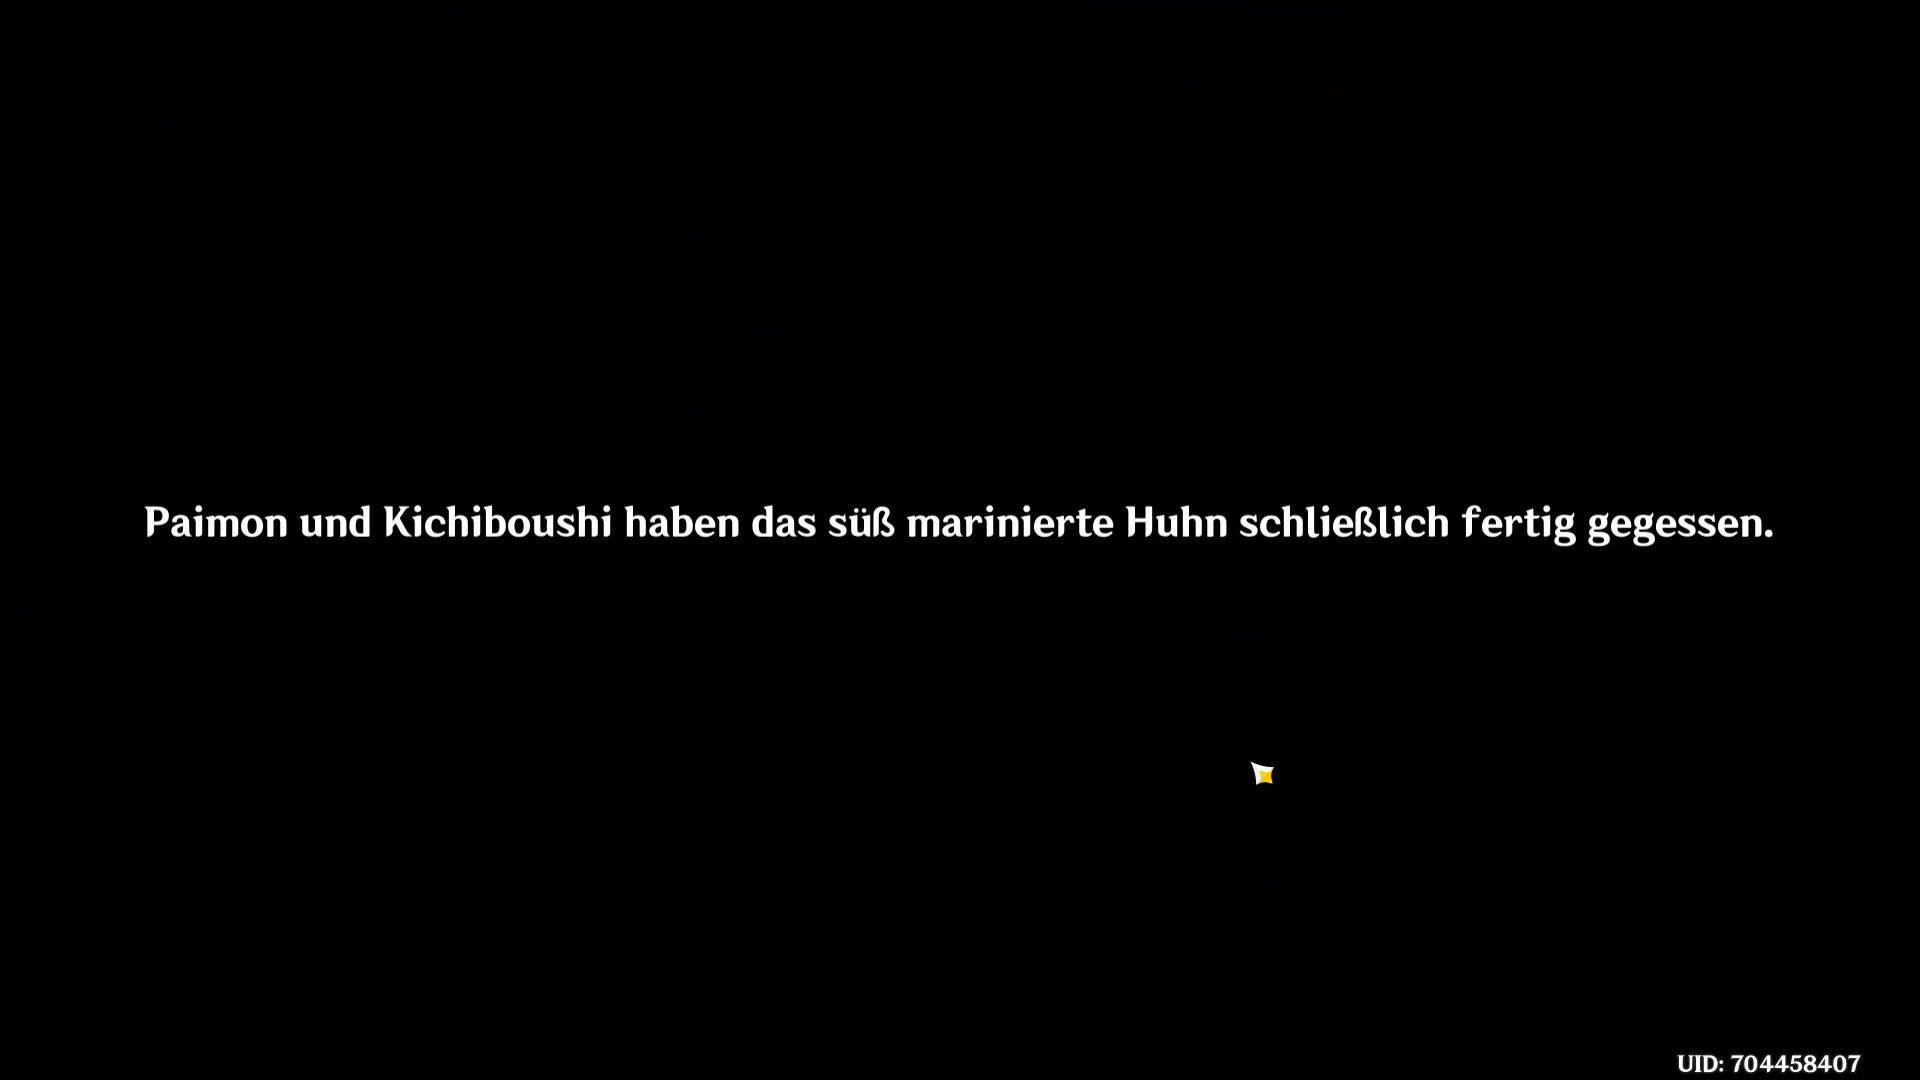 Paimon und Kichiboushi haben das süß marinierte Huhn schließlich fertig gegessen.
UID: 704458407